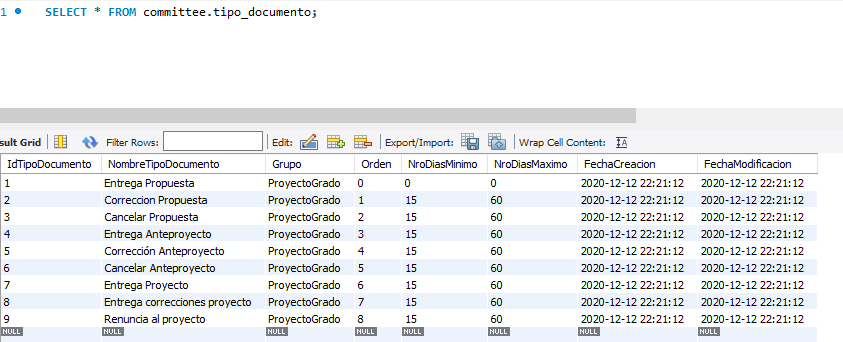 1 SELECT * FROM committee.tipo_documento;
sult Grid Filter Rows: Edit: Export/Import: Wrap Cell Content: IA
IdTipoDocumento NombreTipoDocumento Grupo Orden NroDiasMinimo NroDiasMaximo FechaCreacion FechaModificacion
1 Entrega Propuesta ProyectoGrado 0 0 0 2020-12-12 22:21:12 2020-12-12 22:21:12
2 Correccion Propuesta ProyectoGrado 1 15 60 2020-12-12 22:21:12 2020-12-12 22:21:12
3 Cancelar Propuesta ProyectoGrado 2 15 60 2020-12-12 22:21:12 2020-12-12 22:21:12
4 Entrega Anteproyecto ProyectoGrado 3 15 60 2020-12-12 22:21:12 2020-12-12 22:21:12
5 Corrección Anteproyecto ProyectoGrado 4 15 60 2020-12-12 22:21:12 2020-12-12 22:21:12
6 Cancelar Anteproyecto ProyectoGrado 5 15 60 2020-12-12 22:21:12 2020-12-12 22:21:12
7 Entrega Proyecto ProyectoGrado 6 15 60 2020-12-12 22:21:12 2020-12-12 22:21:12
8 Entrega correcciones proyecto ProyectoGrado 7 15 60 2020-12-12 22:21:12 2020-12-12 22:21:12
9 Renuncia al proyecto ProyectoGrado 8 15 60 2020-12-12 22:21:12 2020-12-12 22:21:12
NULL NULL NULL NULL NULL NULL NULL NULL